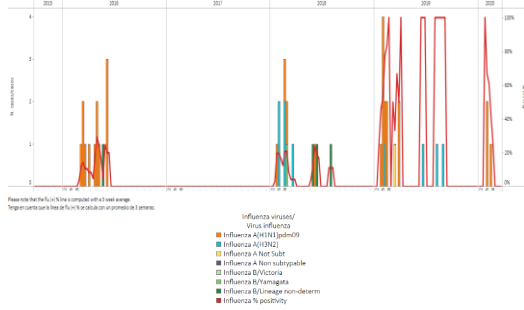 2015 2016 2017 2018 2019 2020
4 100%
3 80%
60%
2
40%
1 20%
0 0%
Please note that the flu (+) % line is computed with a 3 week average.
Tenga en cuenta que la línea de flu (+) % se calcula con un promedio de 3 semanas.
Influenza viruses/
Virus influenza
Influenza A(H1N1)pdm09
Influenza A(H3N2)
Influenza A Not Subt
Influenza A Non subtypable
Influenza B/Victoria
Influenza B/Yamagata
Influenza B/Lineage non-determ
Influenza % positivity